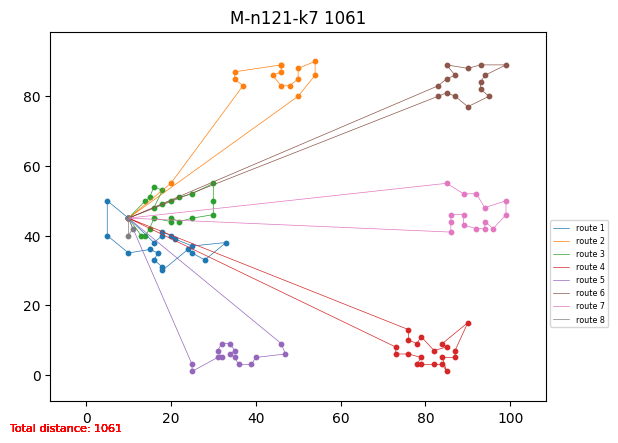 M-n121-k7 1061
80
60
40
20
0
0
20
40
60
80
100
route 1
route 2
route 3
route 4
route 5
route 6
route 7
route 8
Total distance: 1061